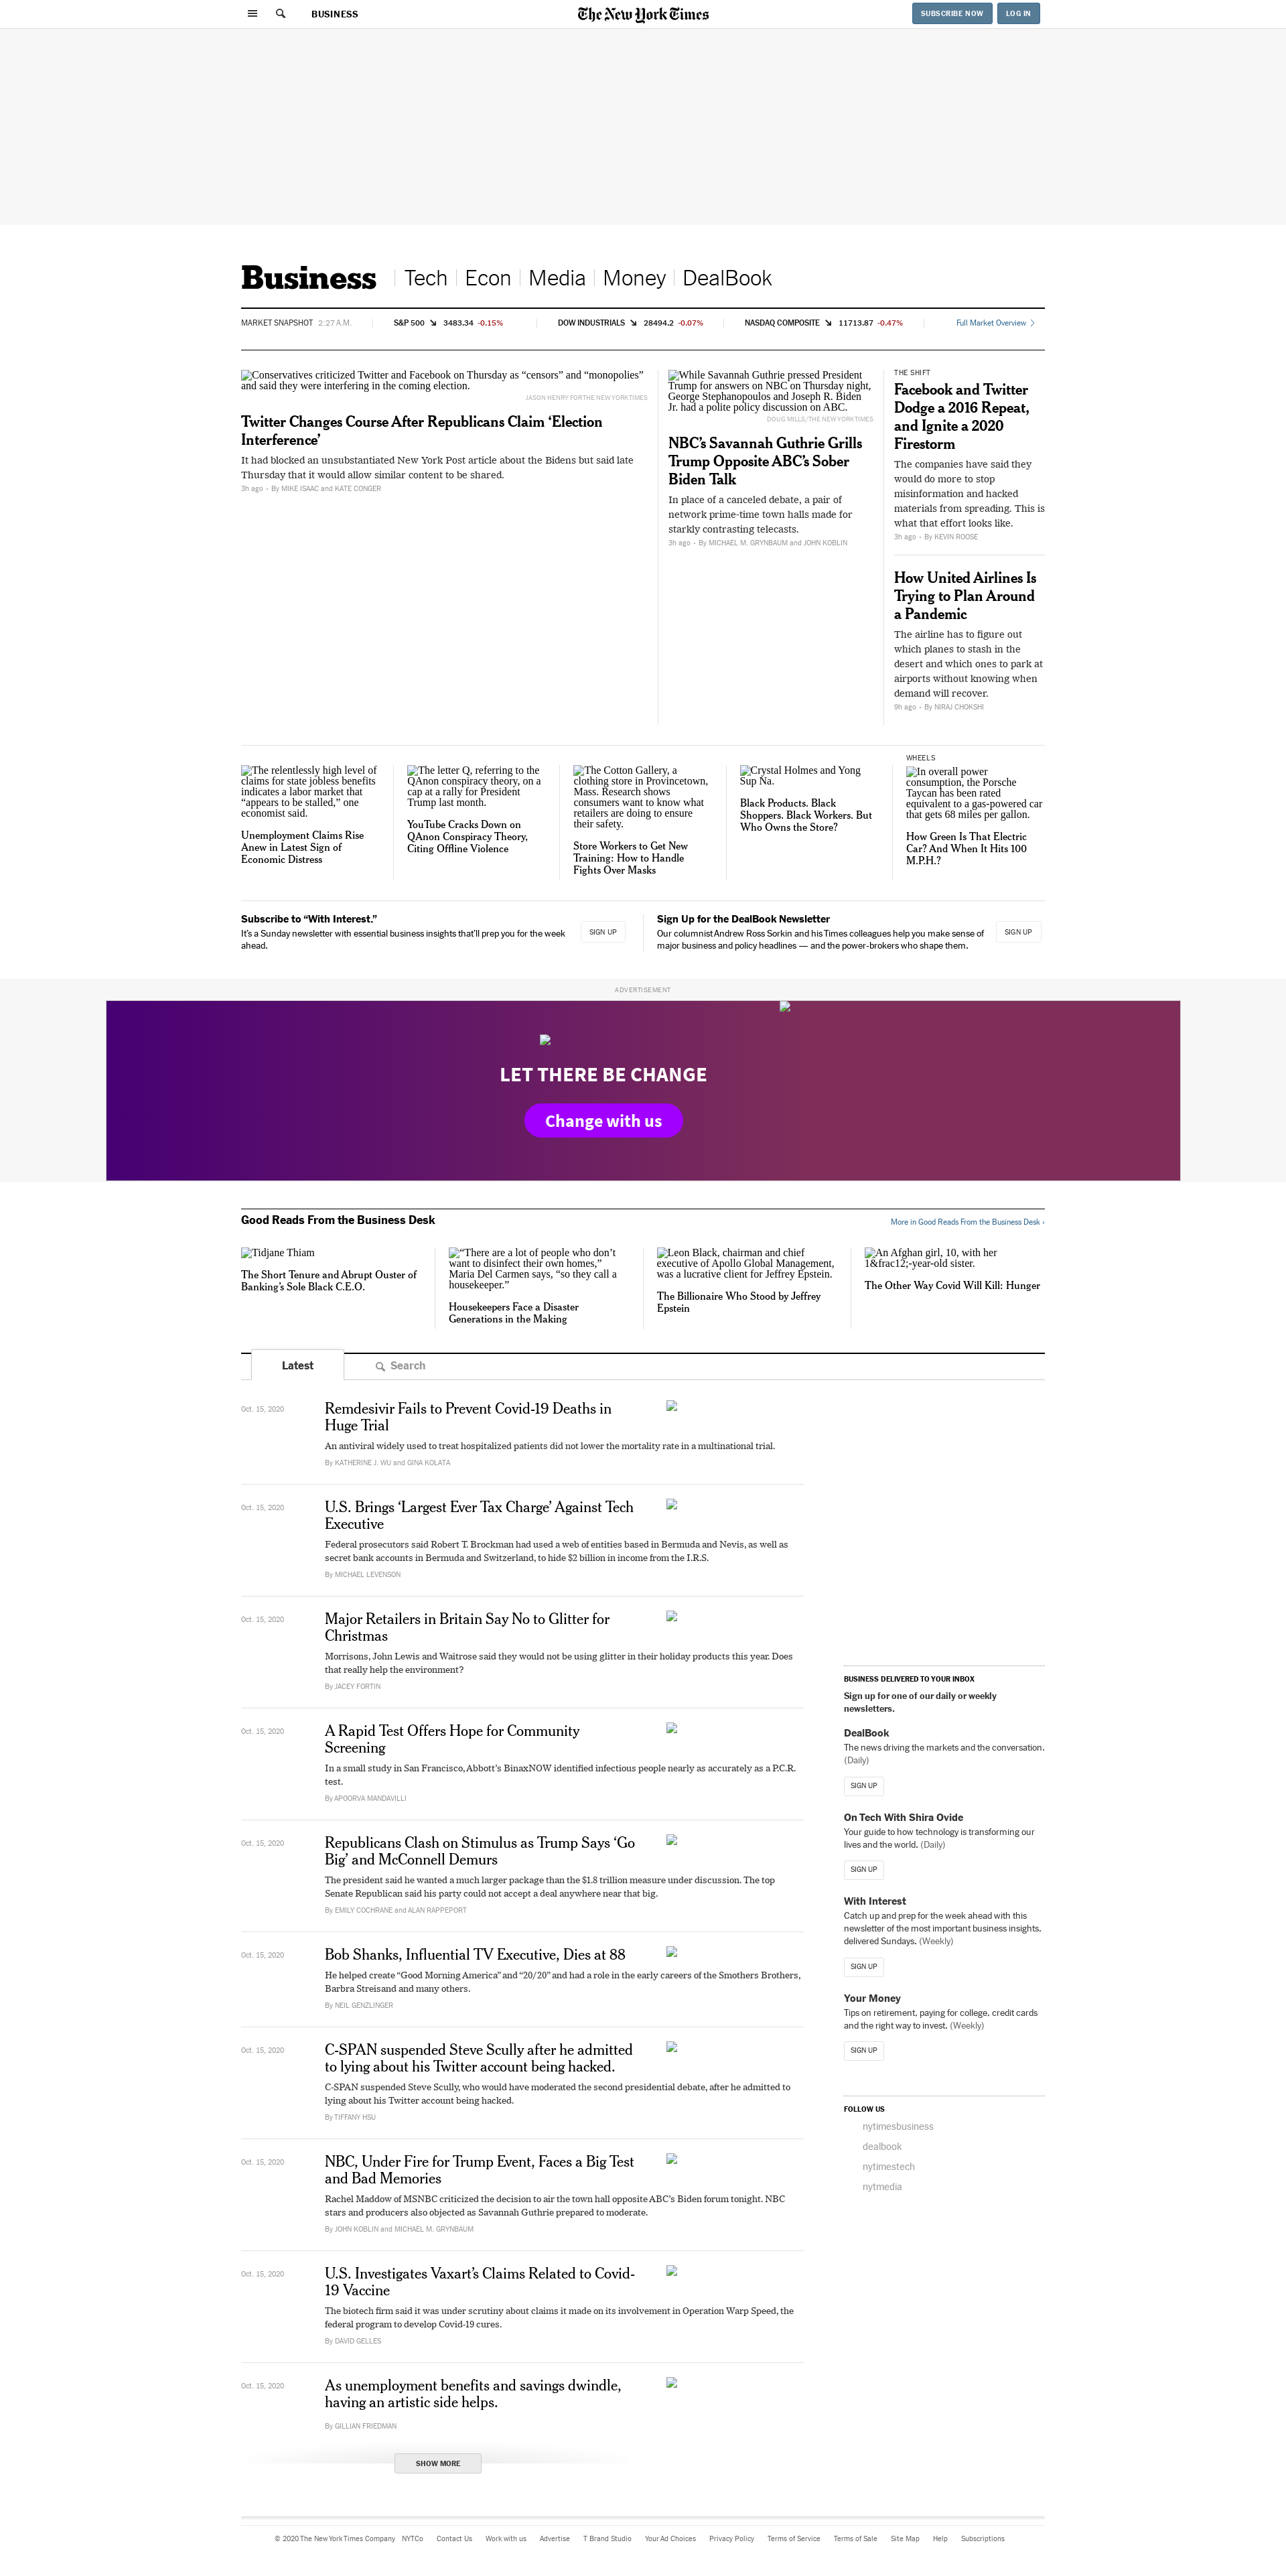 BUSINESS
The New York Times
SUBSCRIBE NOW
LOG IN
Business
Tech
Econ
Media
Money
DealBook
MARKET SNAPSHOT 2:27 A.M.
S&P 500 3483.34 -0.15%
DOW INDUSTRIALS 28494.2 -0.07%
NASDAQ COMPOSITE 11713.87 -0.47%
Full Market Overview
Conservatives criticized Twitter and Facebook on Thursday as “censors” and “monopolies”
and said they were interfering in the coming election.
JASON HENRY FOR THE NEW YORK TIMES
Twitter Changes Course After Republicans Claim ‘Election
Interference’
It had blocked an unsubstantiated New York Post article about the Bidens but said late
Thursday that it would allow similar content to be shared.
3h ago • By MIKE ISAAC and KATE CONGER
While Savannah Guthrie pressed President
Trump for answers on NBC on Thursday night,
George Stephanopoulos and Joseph R. Biden
Jr. had a polite policy discussion on ABC.
DOUG MILLS/THE NEW YORK TIMES
NBC’s Savannah Guthrie Grills
Trump Opposite ABC’s Sober
Biden Talk
In place of a canceled debate, a pair of
network prime-time town halls made for
starkly contrasting telecasts.
3h ago • By MICHAEL M. GRYNBAUM and JOHN KOBLIN
THE SHIFT
Facebook and Twitter
Dodge a 2016 Repeat,
and Ignite a 2020
Firestorm
The companies have said they
would do more to stop
misinformation and hacked
materials from spreading. This is
what that effort looks like.
3h ago • By KEVIN ROOSE
How United Airlines Is
Trying to Plan Around
a Pandemic
The airline has to figure out
which planes to stash in the
desert and which ones to park at
airports without knowing when
demand will recover.
9h ago • By NIRAJ CHOKSHI
The relentlessly high level of
claims for state jobless benefits
indicates a labor market that
“appears to be stalled,” one
economist said.
Unemployment Claims Rise
Anew in Latest Sign of
Economic Distress
The letter Q, referring to the
QAnon conspiracy theory, on a
cap at a rally for President
Trump last month.
YouTube Cracks Down on
QAnon Conspiracy Theory,
Citing Offline Violence
The Cotton Gallery, a
clothing store in Provincetown,
Mass. Research shows
consumers want to know what
retailers are doing to ensure
their safety.
Store Workers to Get New
Training: How to Handle
Fights Over Masks
Crystal Holmes and Yong
Sup Na.
Black Products. Black
Shoppers. Black Workers. But
Who Owns the Store?
WHEELS
In overall power
consumption, the Porsche
Taycan has been rated
equivalent to a gas-powered car
that gets 68 miles per gallon.
How Green Is That Electric
Car? And When It Hits 100
M.P.H.?
Subscribe to “With Interest.”
It’s a Sunday newsletter with essential business insights that’ll prep you for the week
ahead.
SIGN UP
Sign Up for the DealBook Newsletter
Our columnist Andrew Ross Sorkin and his Times colleagues help you make sense of
major business and policy headlines — and the power-brokers who shape them.
SIGN UP
ADVERTISEMENT
LET THERE BE CHANGE
Change with us
Good Reads From the Business Desk
More in Good Reads From the Business Desk ›
Tidjane Thiam
The Short Tenure and Abrupt Ouster of
Banking’s Sole Black C.E.O.
“There are a lot of people who don’t
want to disinfect their own homes,”
Maria Del Carmen says, “so they call a
housekeeper.”
Housekeepers Face a Disaster
Generations in the Making
Leon Black, chairman and chief
executive of Apollo Global Management,
was a lucrative client for Jeffrey Epstein.
The Billionaire Who Stood by Jeffrey
Epstein
An Afghan girl, 10, with her
1&frac12;-year-old sister.
The Other Way Covid Will Kill: Hunger
Latest
Search
Oct. 15, 2020
Remdesivir Fails to Prevent Covid-19 Deaths in
Huge Trial
An antiviral widely used to treat hospitalized patients did not lower the mortality rate in a multinational trial.
By KATHERINE J. WU and GINA KOLATA
Oct. 15, 2020
U.S. Brings ‘Largest Ever Tax Charge’ Against Tech
Executive
Federal prosecutors said Robert T. Brockman had used a web of entities based in Bermuda and Nevis, as well as
secret bank accounts in Bermuda and Switzerland, to hide $2 billion in income from the I.R.S.
By MICHAEL LEVENSON
Oct. 15, 2020
Major Retailers in Britain Say No to Glitter for
Christmas
Morrisons, John Lewis and Waitrose said they would not be using glitter in their holiday products this year. Does
that really help the environment?
By JACEY FORTIN
Oct. 15, 2020
A Rapid Test Offers Hope for Community
Screening
In a small study in San Francisco, Abbott’s BinaxNOW identified infectious people nearly as accurately as a P.C.R.
test.
By APOORVA MANDAVILLI
Oct. 15, 2020
Republicans Clash on Stimulus as Trump Says ‘Go
Big’ and McConnell Demurs
The president said he wanted a much larger package than the $1.8 trillion measure under discussion. The top
Senate Republican said his party could not accept a deal anywhere near that big.
By EMILY COCHRANE and ALAN RAPPEPORT
Oct. 15, 2020
Bob Shanks, Influential TV Executive, Dies at 88
He helped create “Good Morning America” and “20/20” and had a role in the early careers of the Smothers Brothers,
Barbra Streisand and many others.
By NEIL GENZLINGER
Oct. 15, 2020
C-SPAN suspended Steve Scully after he admitted
to lying about his Twitter account being hacked.
C-SPAN suspended Steve Scully, who would have moderated the second presidential debate, after he admitted to
lying about his Twitter account being hacked.
By TIFFANY HSU
Oct. 15, 2020
NBC, Under Fire for Trump Event, Faces a Big Test
and Bad Memories
Rachel Maddow of MSNBC criticized the decision to air the town hall opposite ABC’s Biden forum tonight. NBC
stars and producers also objected as Savannah Guthrie prepared to moderate.
By JOHN KOBLIN and MICHAEL M. GRYNBAUM
Oct. 15, 2020
U.S. Investigates Vaxart’s Claims Related to Covid-
19 Vaccine
The biotech firm said it was under scrutiny about claims it made on its involvement in Operation Warp Speed, the
federal program to develop Covid-19 cures.
By DAVID GELLES
Oct. 15, 2020
As unemployment benefits and savings dwindle,
having an artistic side helps.
By GILLIAN FRIEDMAN
SHOW MORE
BUSINESS DELIVERED TO YOUR INBOX
Sign up for one of our daily or weekly
newsletters.
DealBook
The news driving the markets and the conversation.
(Daily)
SIGN UP
On Tech With Shira Ovide
Your guide to how technology is transforming our
lives and the world. (Daily)
SIGN UP
With Interest
Catch up and prep for the week ahead with this
newsletter of the most important business insights,
delivered Sundays. (Weekly)
SIGN UP
Your Money
Tips on retirement, paying for college, credit cards
and the right way to invest. (Weekly)
SIGN UP
FOLLOW US
nytimesbusiness
dealbook
nytimestech
nytmedia
© 2020 The New York Times Company NYTCo Contact Us Work with us Advertise T Brand Studio Your Ad Choices Privacy Policy Terms of Service Terms of Sale Site Map Help Subscriptions